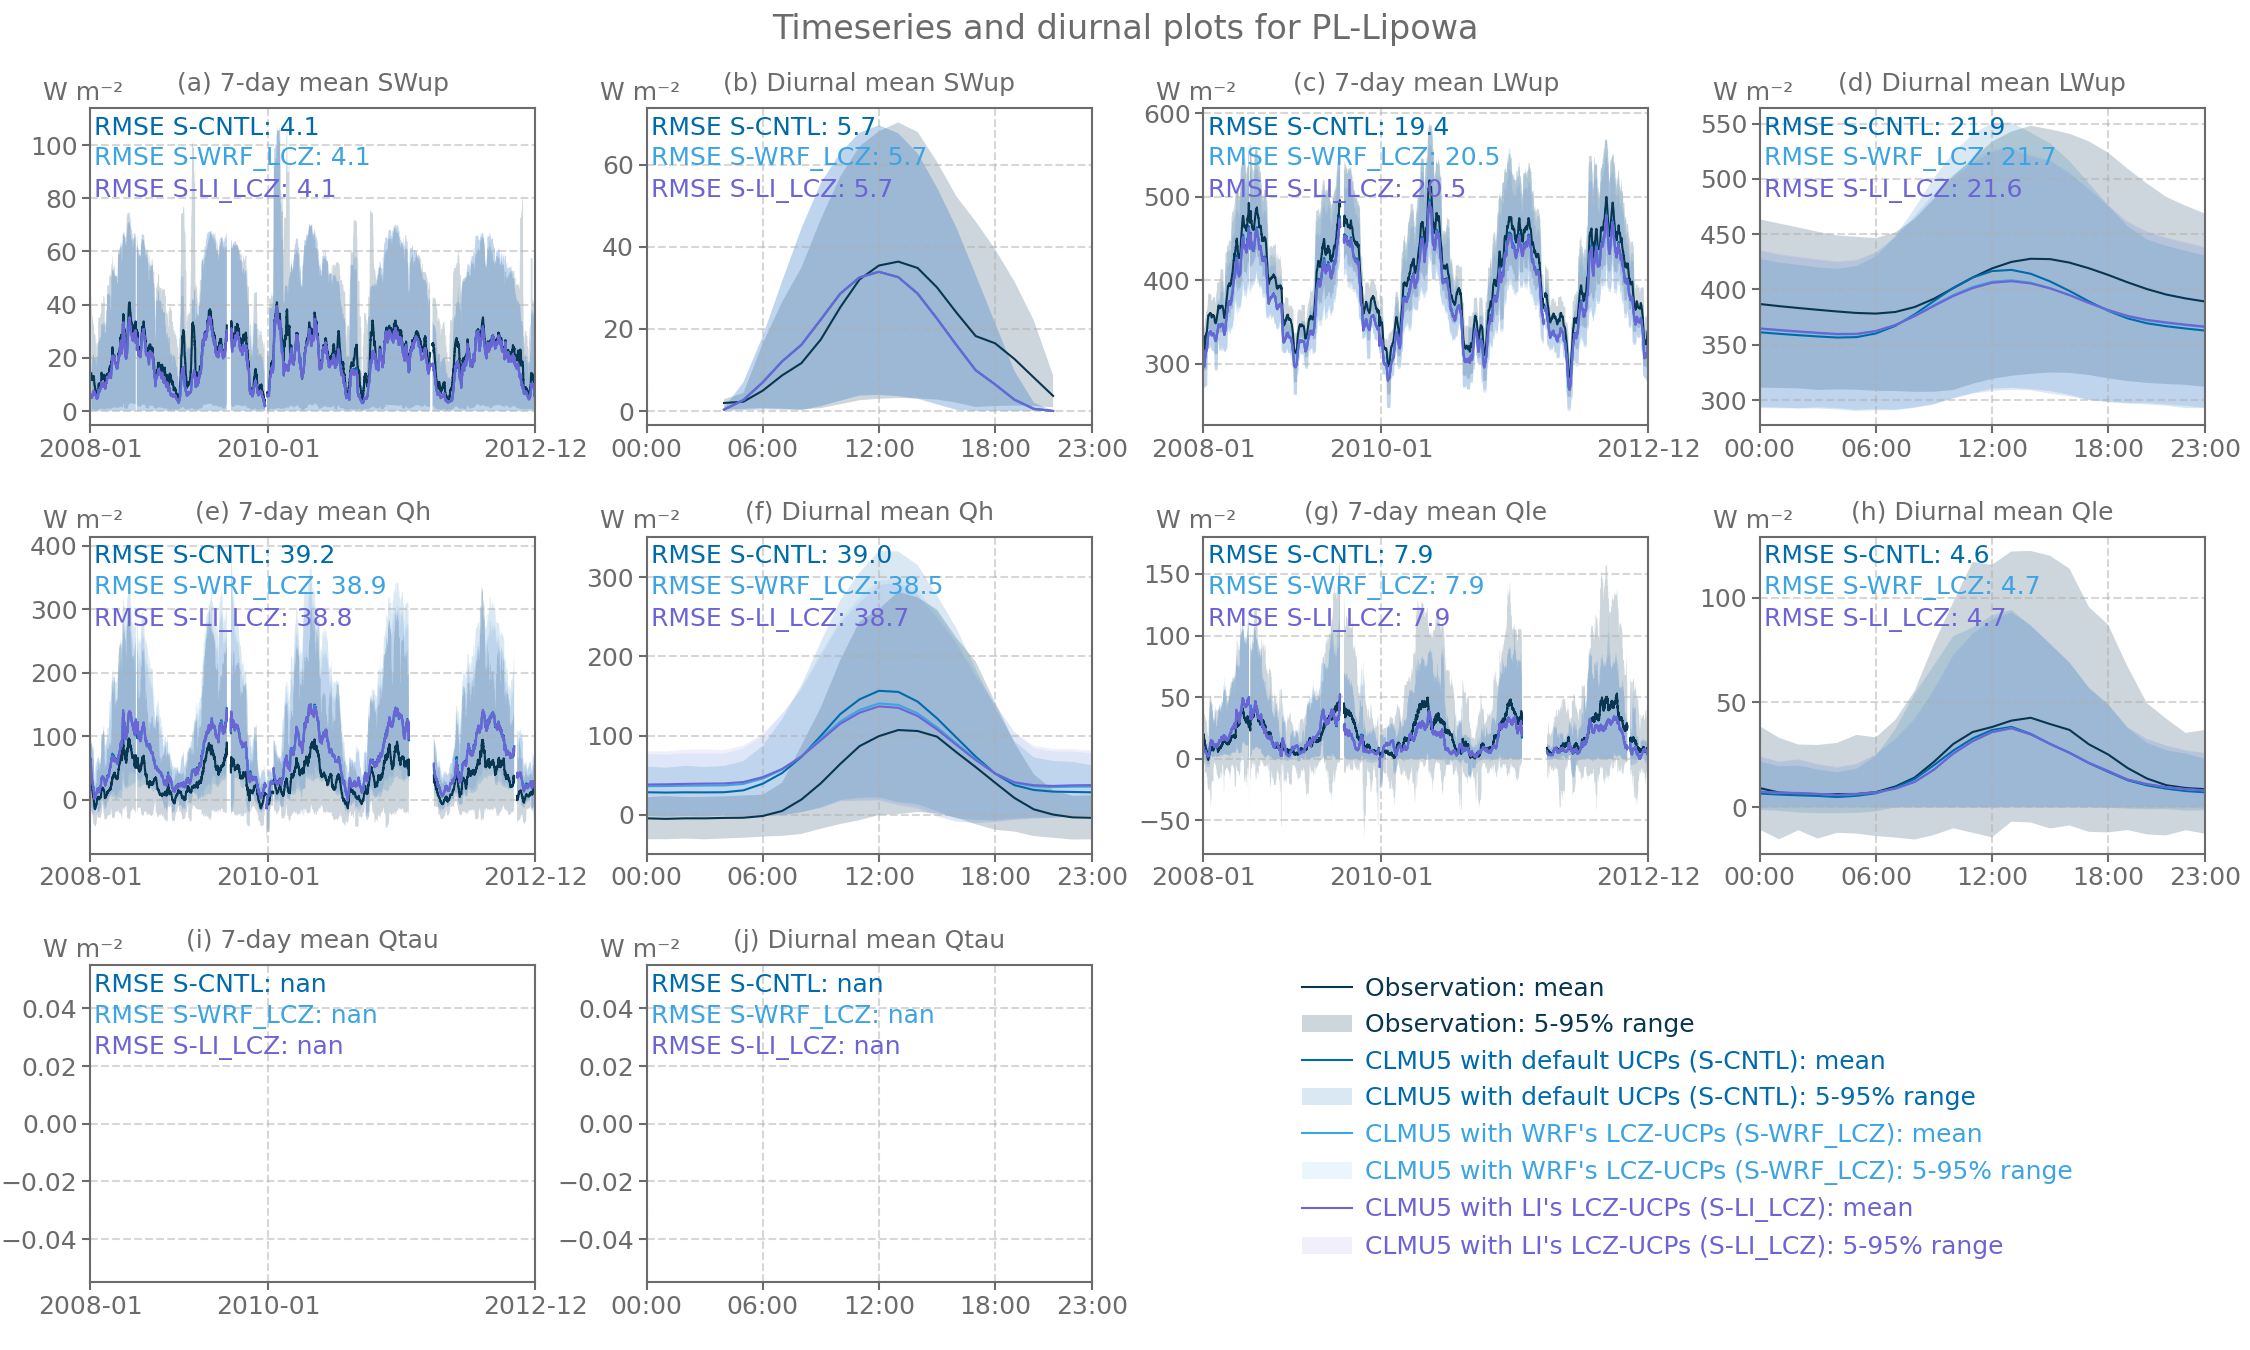 Timeseries and diurnal plots for PL-Lipowa
W m⁻² (a) 7-day mean SWup
RMSE S-CNTL: 4.1
RMSE S-WRF_LCZ: 4.1
RMSE S-LI_LCZ: 4.1
100
80
60
40
20
0
2008-01 2010-01 2012-12
W m⁻² (b) Diurnal mean SWup
RMSE S-CNTL: 5.7
RMSE S-WRF_LCZ: 5.7
RMSE S-LI_LCZ: 5.7
60
40
20
0
00:00 06:00 12:00 18:00 23:00
W m⁻² (c) 7-day mean LWup
RMSE S-CNTL: 19.4
RMSE S-WRF_LCZ: 20.5
RMSE S-LI_LCZ: 20.5
600
500
400
300
2008-01 2010-01 2012-12
W m⁻² (d) Diurnal mean LWup
RMSE S-CNTL: 21.9
RMSE S-WRF_LCZ: 21.7
RMSE S-LI_LCZ: 21.6
550
500
450
400
350
300
00:00 06:00 12:00 18:00 23:00
W m⁻² (e) 7-day mean Qh
RMSE S-CNTL: 39.2
RMSE S-WRF_LCZ: 38.9
RMSE S-LI_LCZ: 38.8
400
300
200
100
0
2008-01 2010-01 2012-12
W m⁻² (f) Diurnal mean Qh
RMSE S-CNTL: 39.0
RMSE S-WRF_LCZ: 38.5
RMSE S-LI_LCZ: 38.7
300
200
100
0
00:00 06:00 12:00 18:00 23:00
W m⁻² (g) 7-day mean Qle
RMSE S-CNTL: 7.9
RMSE S-WRF_LCZ: 7.9
RMSE S-LI_LCZ: 7.9
150
100
50
0
−50
2008-01 2010-01 2012-12
W m⁻² (h) Diurnal mean Qle
RMSE S-CNTL: 4.6
RMSE S-WRF_LCZ: 4.7
RMSE S-LI_LCZ: 4.7
100
50
0
00:00 06:00 12:00 18:00 23:00
W m⁻² (i) 7-day mean Qtau
RMSE S-CNTL: nan
RMSE S-WRF_LCZ: nan
RMSE S-LI_LCZ: nan
0.04
0.02
0.00
−0.02
−0.04
2008-01 2010-01 2012-12
W m⁻² (j) Diurnal mean Qtau
RMSE S-CNTL: nan
RMSE S-WRF_LCZ: nan
RMSE S-LI_LCZ: nan
0.04
0.02
0.00
−0.02
−0.04
00:00 06:00 12:00 18:00 23:00
Observation: mean
Observation: 5-95% range
CLMU5 with default UCPs (S-CNTL): mean
CLMU5 with default UCPs (S-CNTL): 5-95% range
CLMU5 with WRF's LCZ-UCPs (S-WRF_LCZ): mean
CLMU5 with WRF's LCZ-UCPs (S-WRF_LCZ): 5-95% range
CLMU5 with LI's LCZ-UCPs (S-LI_LCZ): mean
CLMU5 with LI's LCZ-UCPs (S-LI_LCZ): 5-95% range